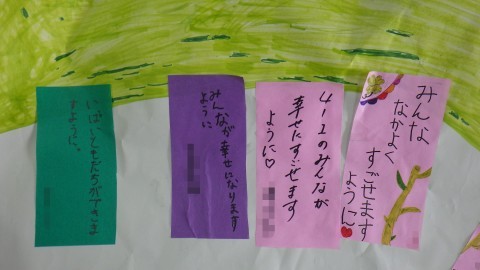 みんな
なかよく
すごせます
ように♥
4-1のみんなが
幸せにすごせます
ように♡
みんなが幸せになります
ように
いっぱいともだちができま
すように。